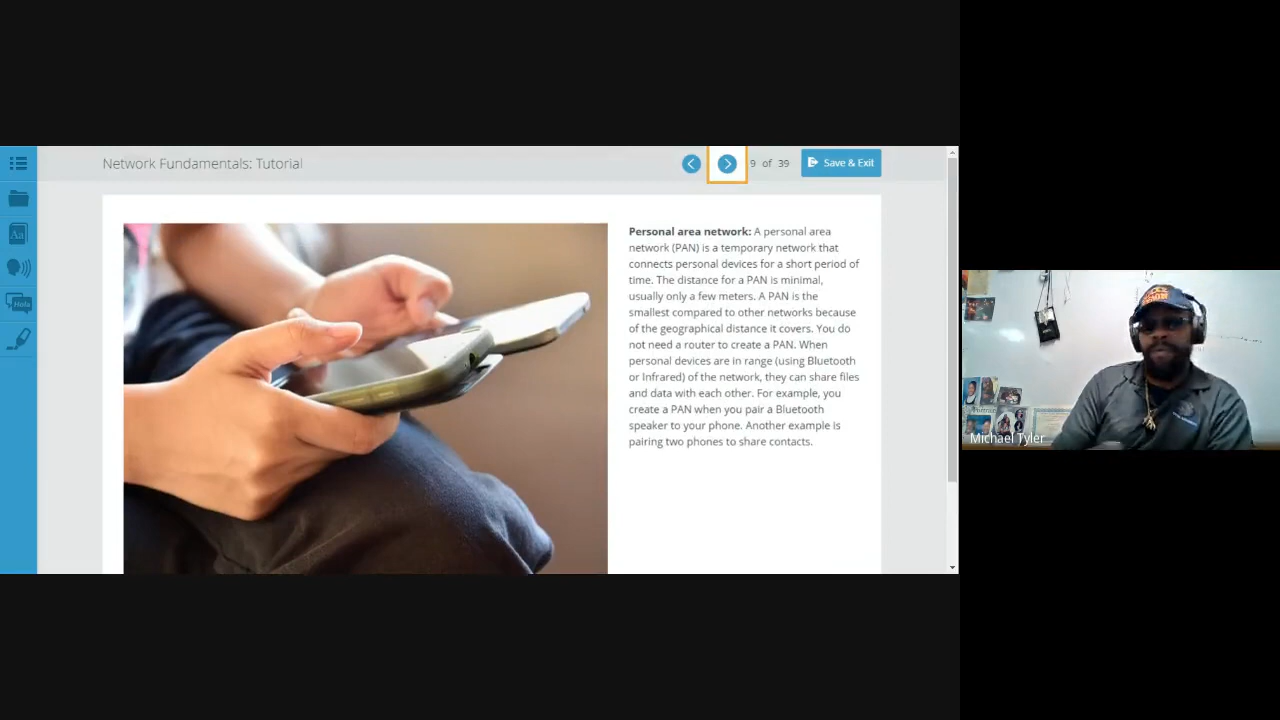 Network Fundamentals: Tutorial
9 of 39
Save & Exit
Aa
Hola
Personal area network: A personal area
network (PAN) is a temporary network that
connects personal devices for a short period of
time. The distance for a PAN is minimal,
usually only a few meters. A PAN is the
smallest compared to other networks because
of the geographical distance it covers. You do
not need a router to create a PAN. When
personal devices are in range (using Bluetooth
or Infrared) of the network, they can share files
and data with each other. For example, you
create a PAN when you pair a Bluetooth
speaker to your phone. Another example is
pairing two phones to share contacts.
Michael Tyler